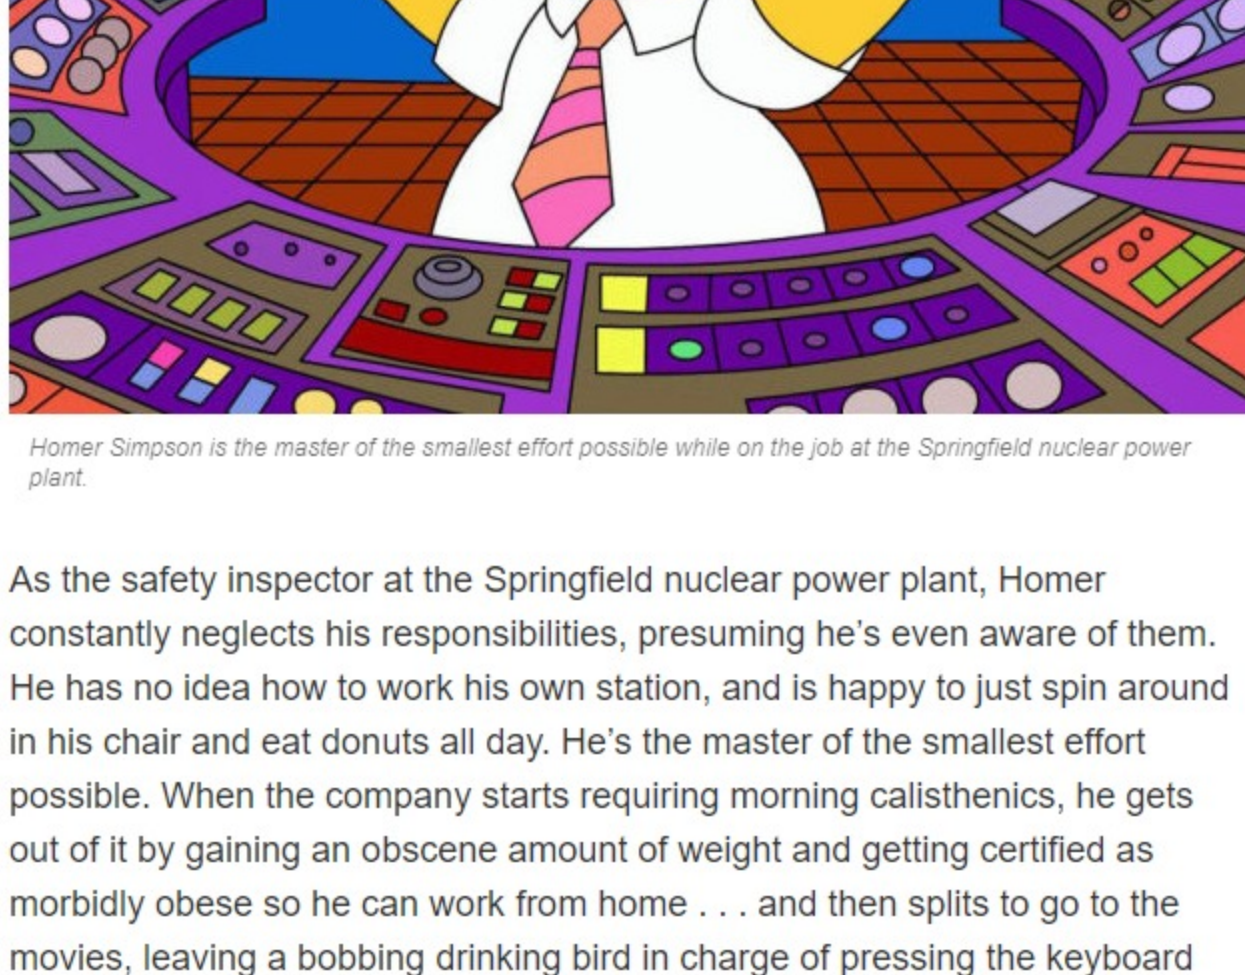 Homer Simpson is the master of the smallest effort possible while on the job at the Springfield nuclear power
plant.
As the safety inspector at the Springfield nuclear power plant, Homer
constantly neglects his responsibilities, presuming he’s even aware of them.
He has no idea how to work his own station, and is happy to just spin around
in his chair and eat donuts all day. He’s the master of the smallest effort
possible. When the company starts requiring morning calisthenics, he gets
out of it by gaining an obscene amount of weight and getting certified as
morbidly obese so he can work from home . . . and then splits to go to the
movies, leaving a bobbing drinking bird in charge of pressing the keyboard